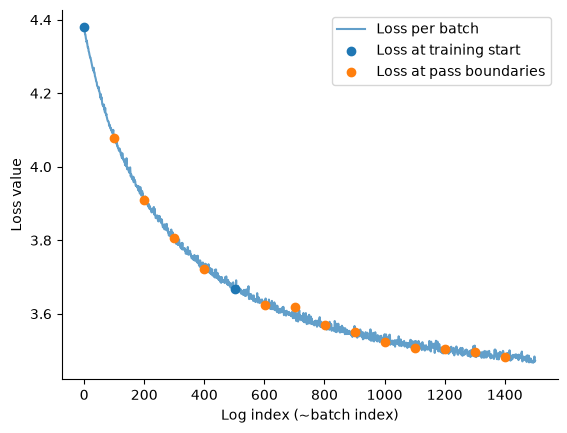 4.4
4.2
4.0
3.8
3.6
Loss value
0
200
400
600
800
1000
1200
1400
Log index (~batch index)
Loss per batch
Loss at training start
Loss at pass boundaries